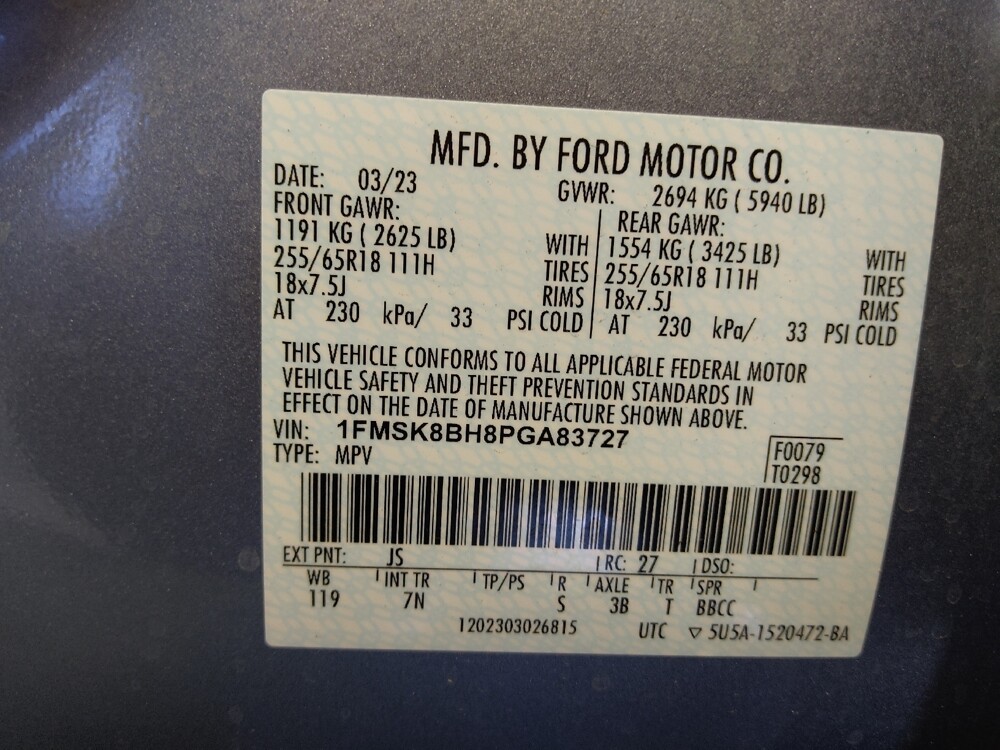 MFD. BY FORD MOTOR CO.
DATE: 03/23 GVWR: 2694 KG ( 5940 LB)
FRONT GAWR: REAR GAWR:
1191 KG ( 2625 LB) WITH 1554 KG ( 3425 LB) WITH
255/65R18 111H TIRES 255/65R18 111H TIRES
18x7.5J RIMS 18x7.5J RIMS
AT 230 kPa/ 33 PSI COLD AT 230 kPa/ 33 PSI COLD
THIS VEHICLE CONFORMS TO ALL APPLICABLE FEDERAL MOTOR
VEHICLE SAFETY AND THEFT PREVENTION STANDARDS IN
EFFECT ON THE DATE OF MANUFACTURE SHOWN ABOVE.
VIN: 1FMSK8BH8PGA83727
F0079
TYPE: MPV
T0298
EXT PNT: JS RC: 27 DSO:
WB INT TR TP/PS R AXLE TR SPR
119 7N S 3B T BBCC
1202303026815 UTC ▽ 5U5A-1520472-BA